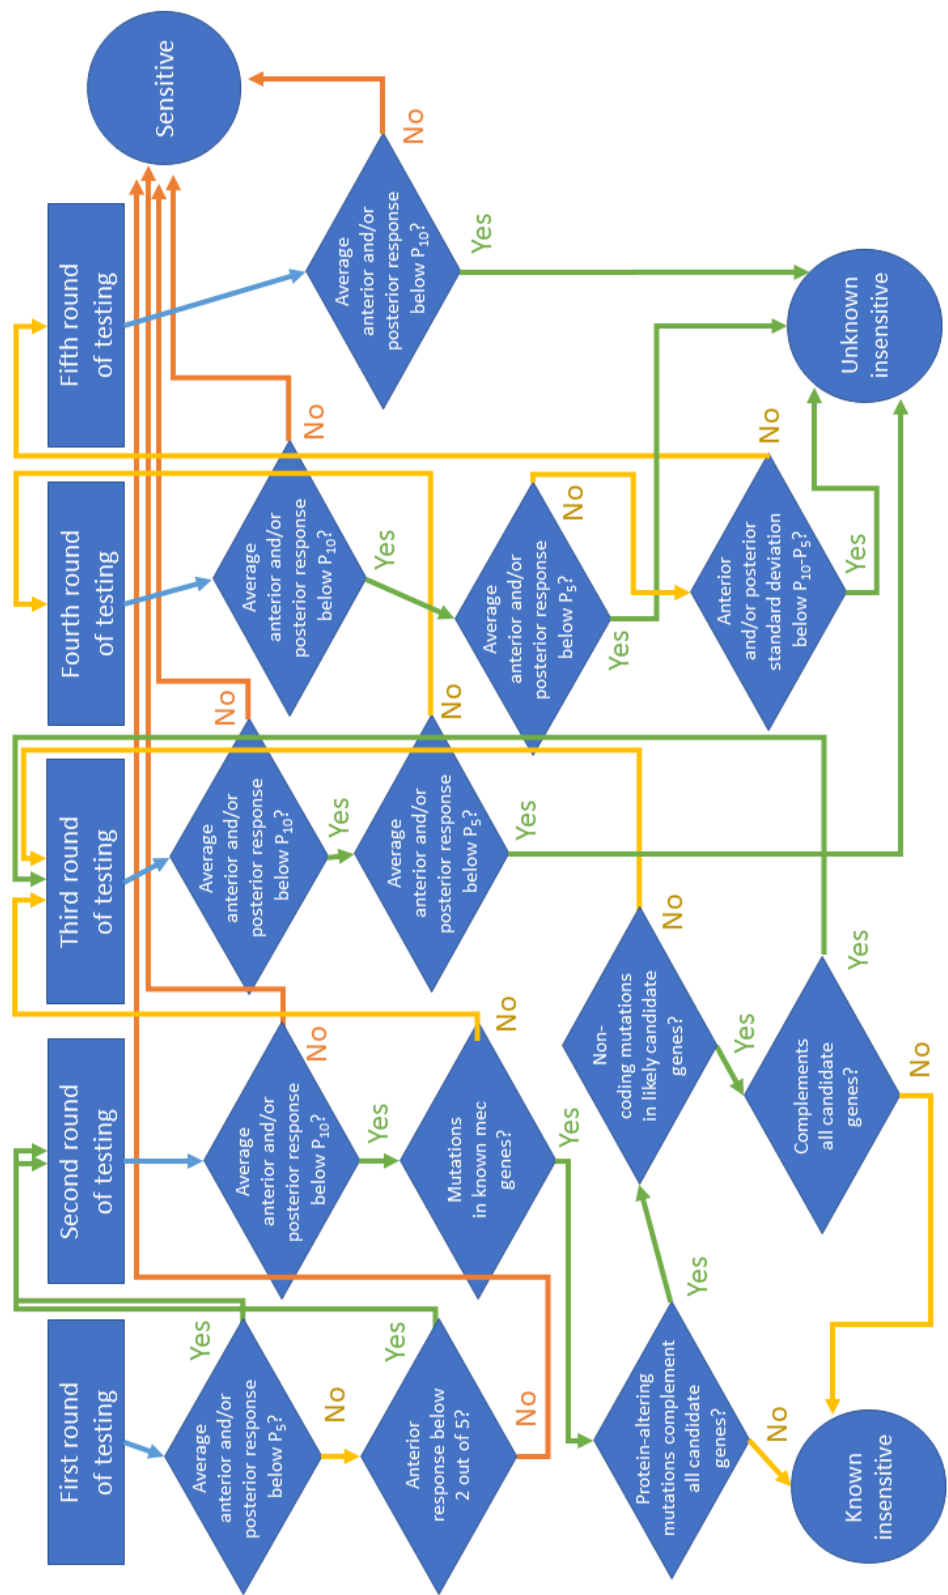 First round
of testing
Average
anterior and/or
posterior response
below P₅?
Yes
No
Anterior
response below
2 out of 5?
Yes
No
Second round
of testing
Average
anterior and/or
posterior response
below P₁₀?
No
Yes
Mutations
in known mec
genes?
No
Yes
Protein-altering
mutations complement
all candidate
genes?
Yes
No
Non-
coding mutations
in likely candidate
genes?
No
Yes
Complements
all candidate
genes?
Yes
No
Known
insensitive
Third round
of testing
Average
anterior and/or
posterior response
below P₁₀?
No
Yes
Average
anterior and/or
posterior response
below P₅?
No
Yes
Fourth round
of testing
Average
anterior and/or
posterior response
below P₁₀?
No
Yes
Average
anterior and/or
posterior response
below P₅?
No
Yes
Anterior
and/or posterior
standard deviation
below P₁₀-P₅?
No
Yes
Fifth round
of testing
Average
anterior and/or
posterior response
below P₁₀?
No
Yes
Sensitive
Unknown
insensitive